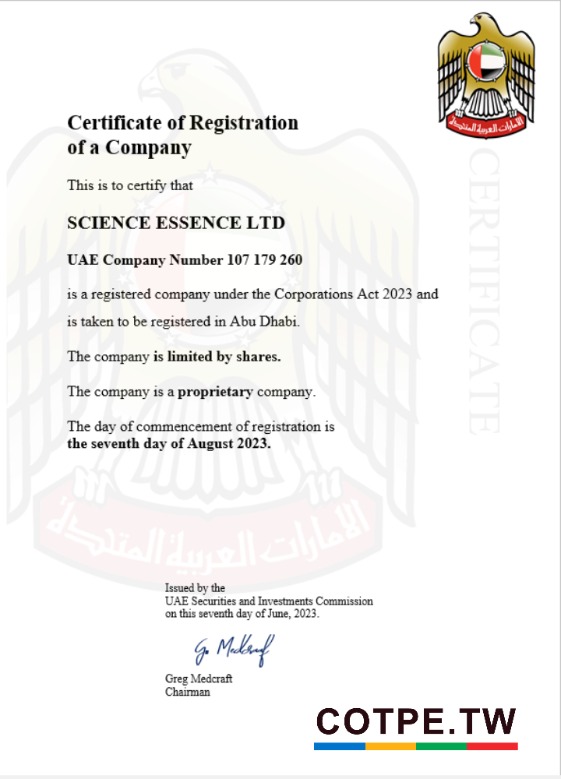 الإمارات العربية المتحدة
Certificate of Registration
of a Company
This is to certify that
SCIENCE ESSENCE LTD
UAE Company Number 107 179 260
is a registered company under the Corporations Act 2023 and
is taken to be registered in Abu Dhabi.
The company is limited by shares.
The company is a proprietary company.
The day of commencement of registration is
the seventh day of August 2023.
CERTIFICATE
الإمارات العربية المتحدة
Issued by the
UAE Securities and Investments Commission
on this seventh day of June, 2023.
G. Medcraft
Greg Medcraft
Chairman
COTPE.TW